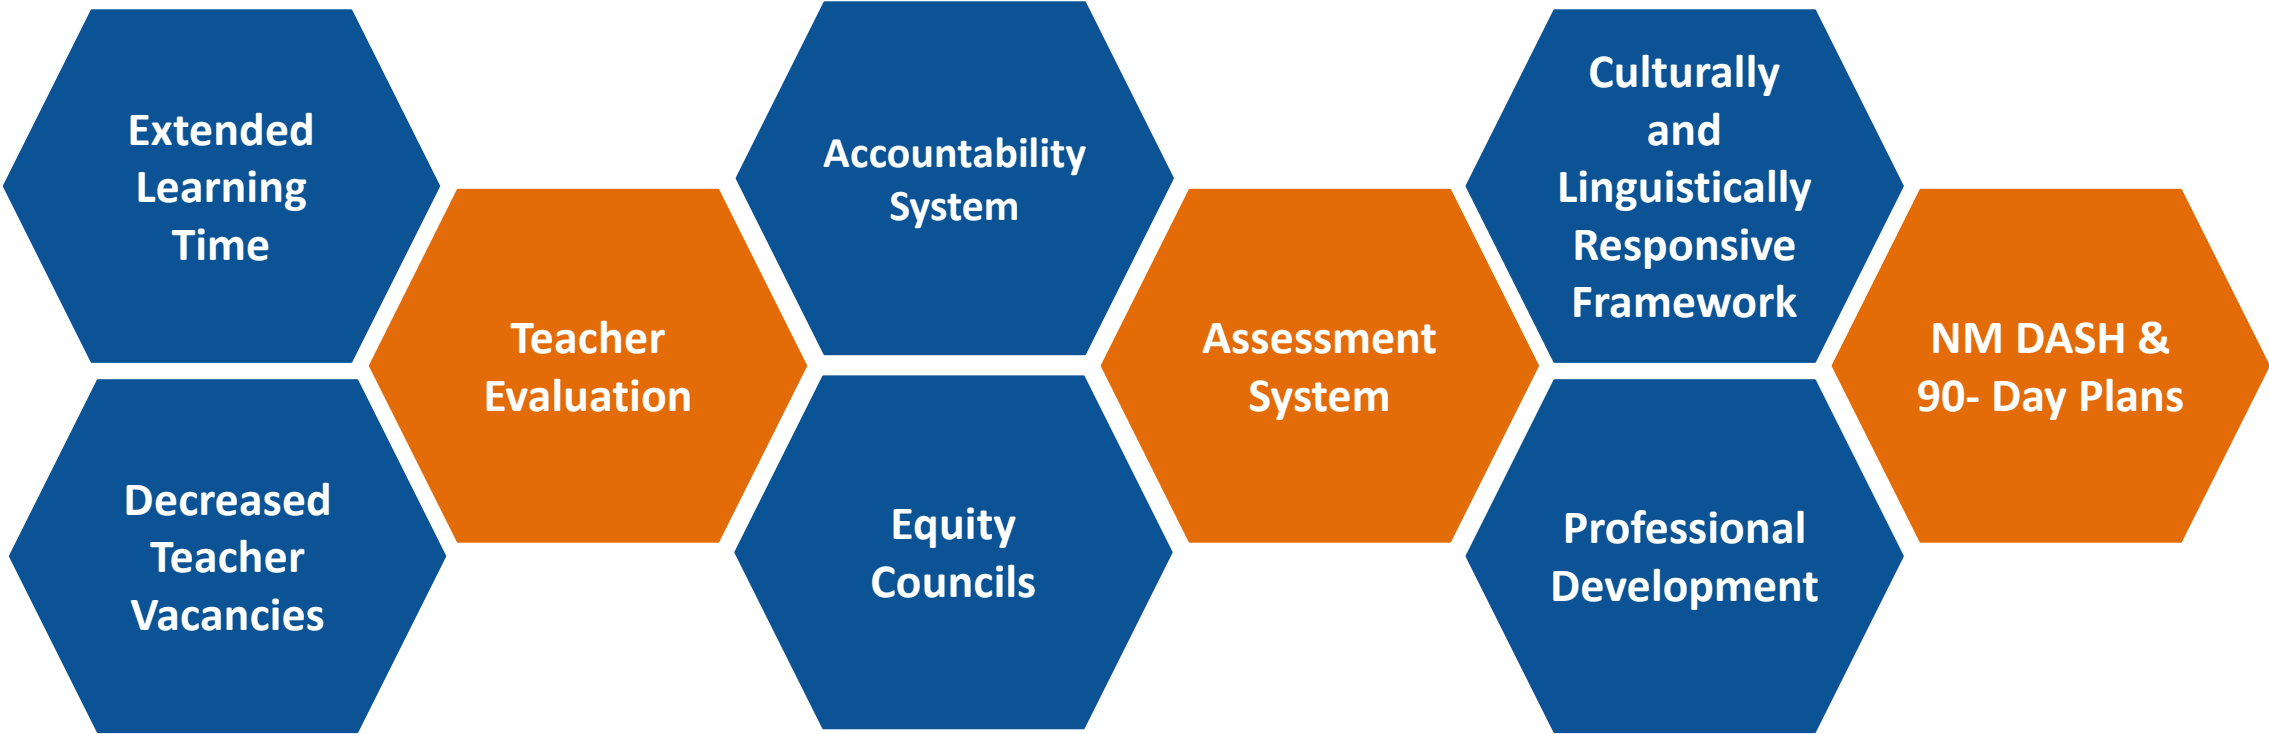 Extended
Learning
Time
Decreased
Teacher
Vacancies
Teacher
Evaluation
Accountability
System
Equity
Councils
Assessment
System
Culturally
and
Linguistically
Responsive
Framework
Professional
Development
NM DASH &
90- Day Plans